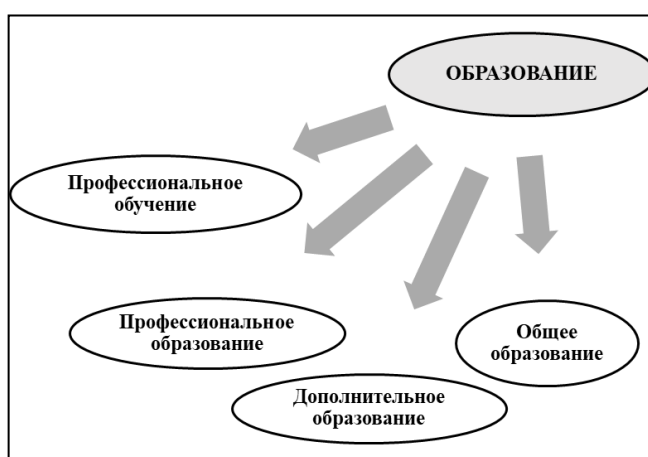 ОБРАЗОВАНИЕ
Профессиональное
обучение
Профессиональное
образование
Общее
образование
Дополнительное
образование